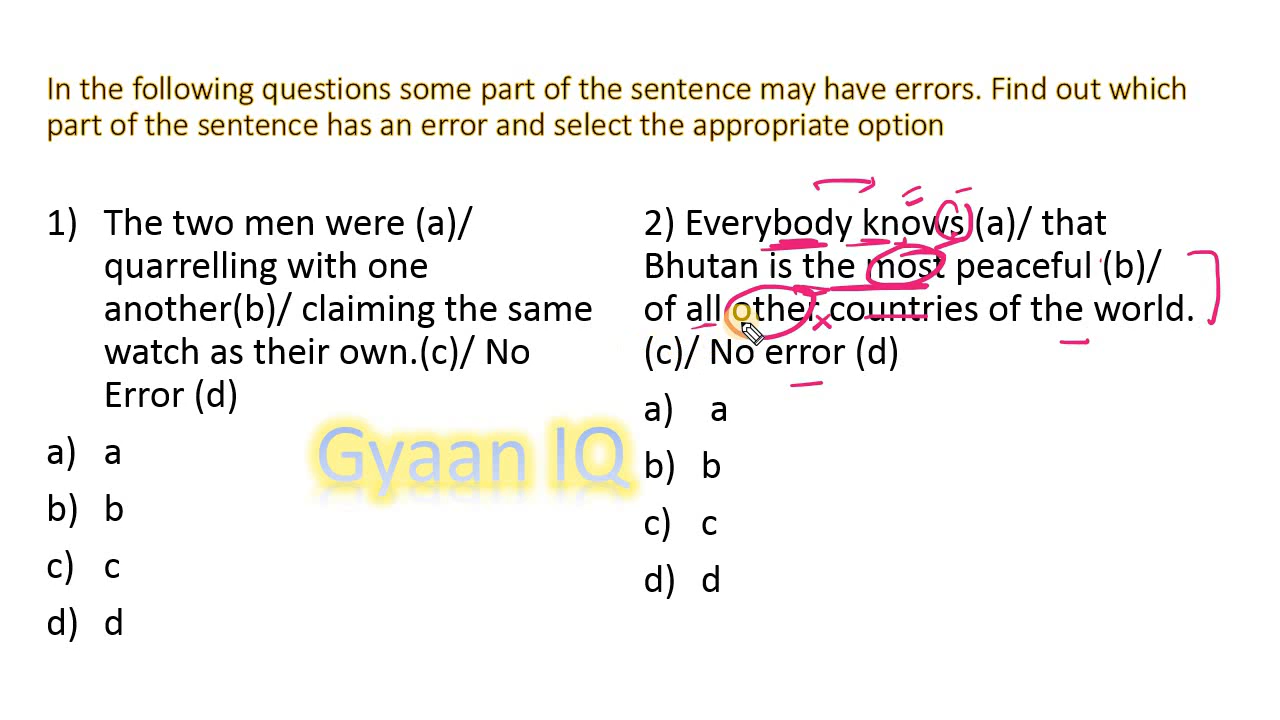 In the following questions some part of the sentence may have errors. Find out which
part of the sentence has an error and select the appropriate option
1) The two men were (a)/
quarrelling with one
another(b)/ claiming the same
watch as their own.(c)/ No
Error (d)
a) a
b) b
c) c
d) d
2) Everybody knows (a)/ that
Bhutan is the most peaceful (b)/
of all other countries of the world.
(c)/ No error (d)
a) a
b) b
c) c
d) d
Gyaan IQ